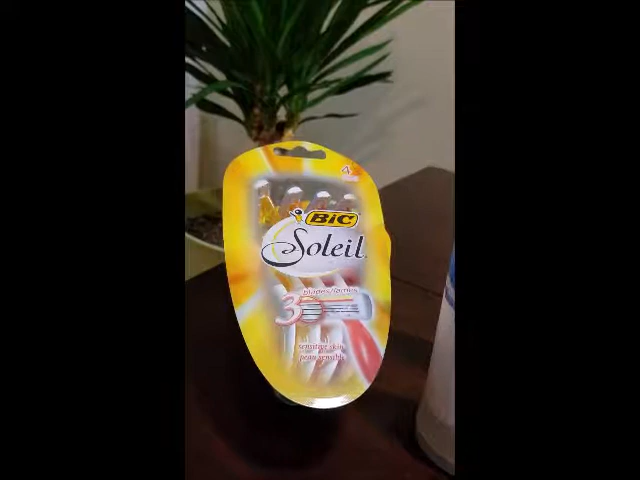 4
BIC
Soleil
3 blades/lames
sensitive skin
peau sensible